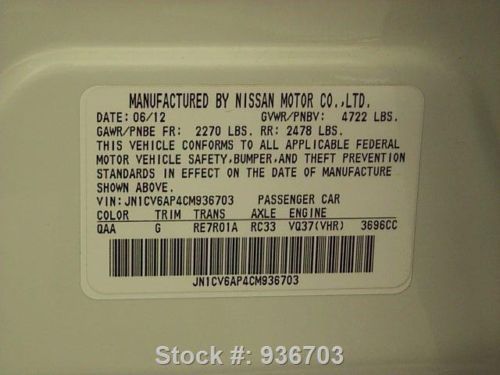 MANUFACTURED BY NISSAN MOTOR CO.,LTD.
DATE: 06/12 GVWR/PNBV: 4722 LBS.
GAWR/PNBE FR: 2270 LBS. RR: 2478 LBS.
THIS VEHICLE CONFORMS TO ALL APPLICABLE FEDERAL
MOTOR VEHICLE SAFETY,BUMPER,AND THEFT PREVENTION
STANDARDS IN EFFECT ON THE DATE OF MANUFACTURE
SHOWN ABOVE.
VIN: JN1CV6AP4CM936703 PASSENGER CAR
COLOR TRIM TRANS AXLE ENGINE
QAA G RE7R01A RC33 VQ37(VHR) 3696CC
JN1CV6AP4CM936703
Stock #: 936703